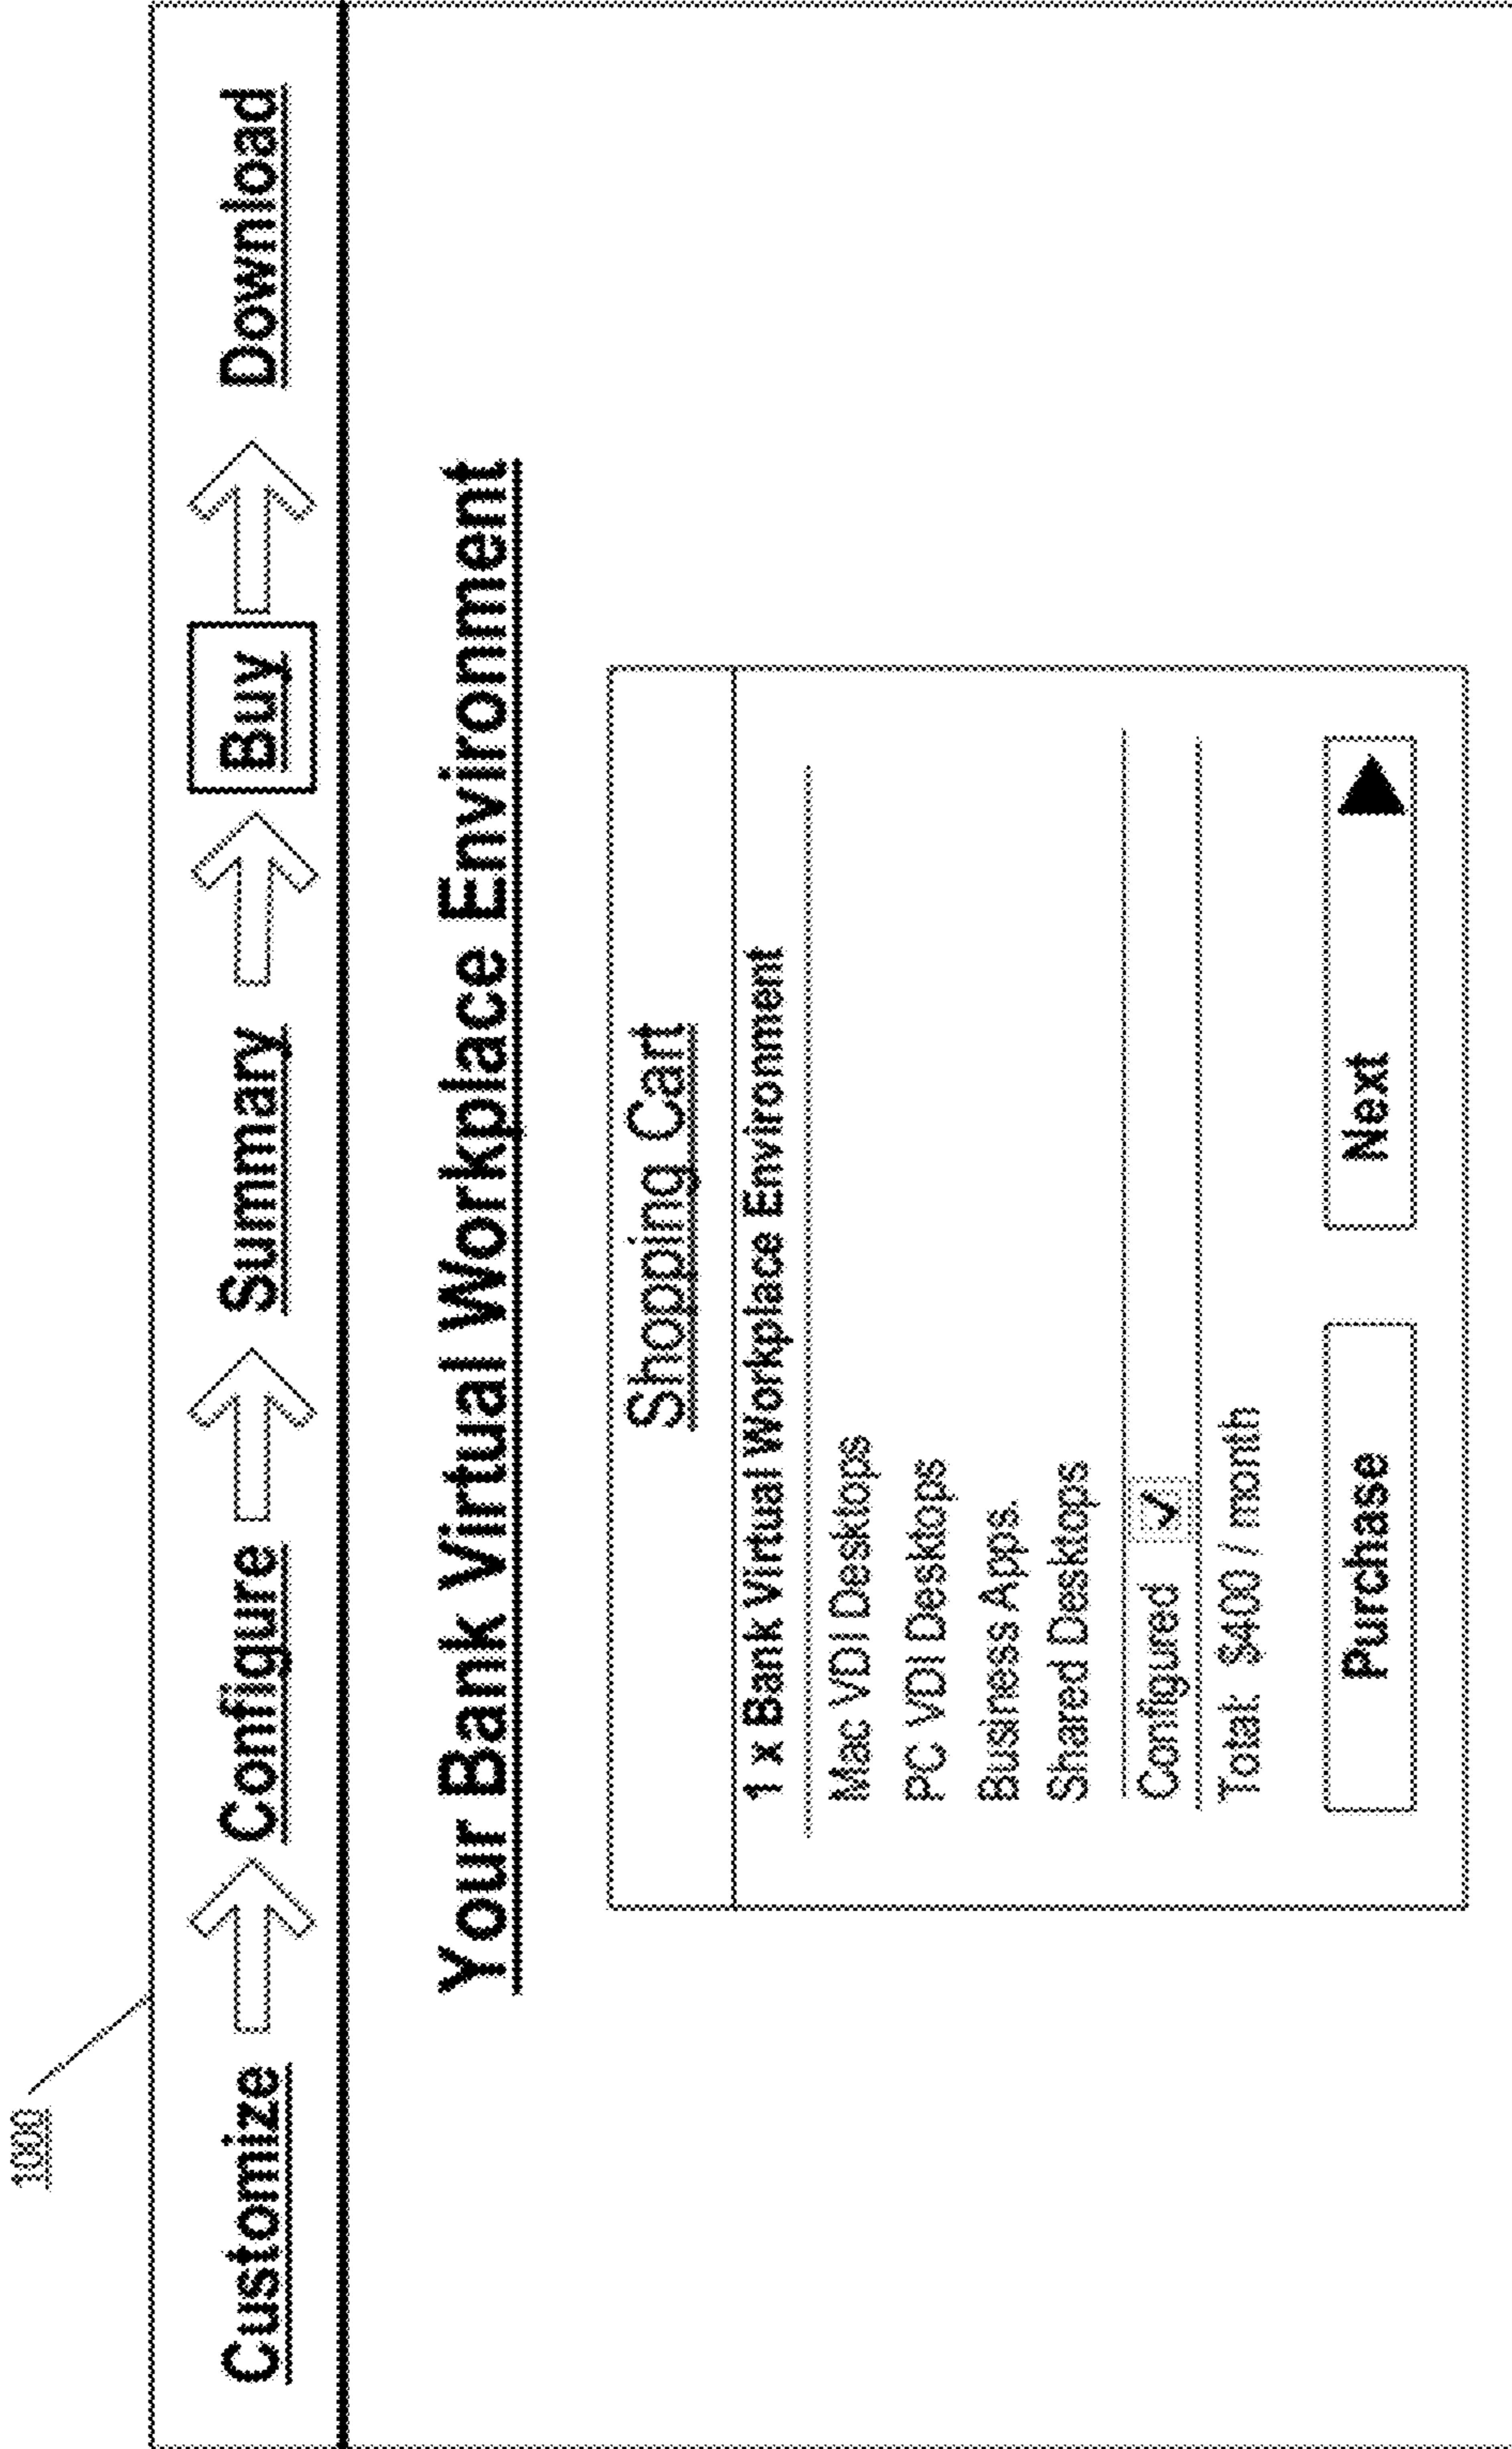 1000
Customize Configure Summary Buy Download
Your Bank Virtual Workplace Environment
Shopping Cart
1 x Bank Virtual Workplace Environment
Mac VDI Desktops
PC VDI Desktops
Business Apps.
Shared Desktops
Configured
Total: $400 / month
Purchase Next